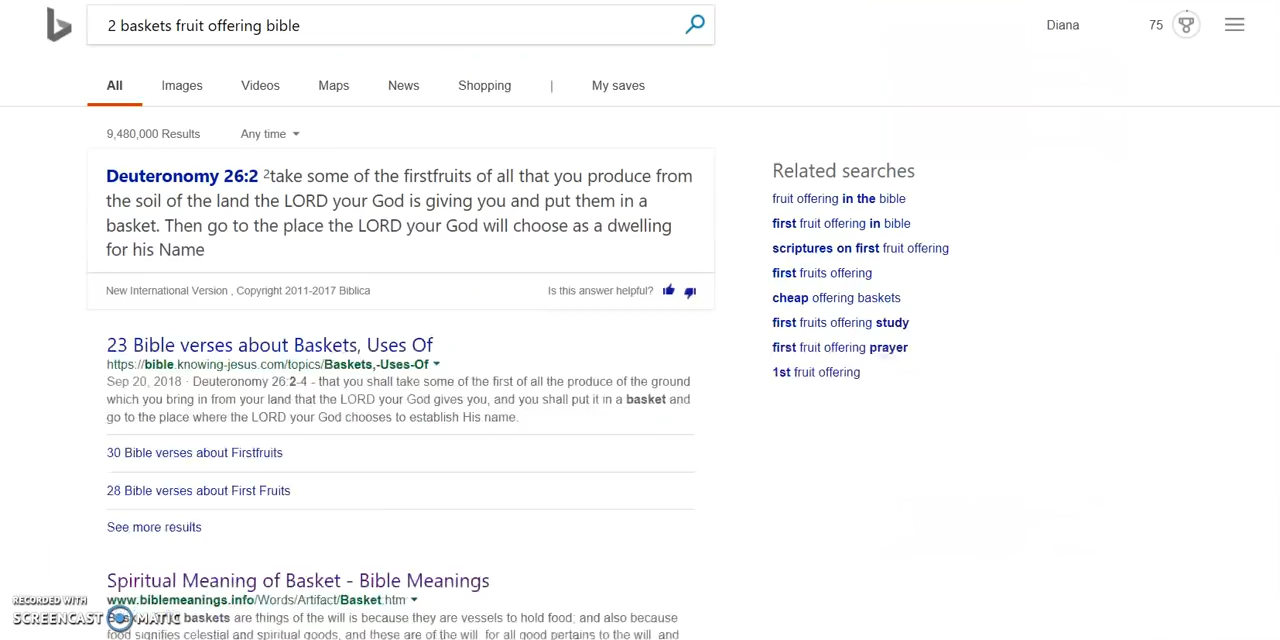 2 baskets fruit offering bible
Diana
75
All Images Videos Maps News Shopping | My saves
9,480,000 Results Any time
Deuteronomy 26:2 ²take some of the firstfruits of all that you produce from
the soil of the land the LORD your God is giving you and put them in a
basket. Then go to the place the LORD your God will choose as a dwelling
for his Name
New International Version , Copyright 2011-2017 Biblica
Is this answer helpful?
23 Bible verses about Baskets, Uses Of
https://bible.knowing-jesus.com/topics/Baskets,-Uses-Of
Sep 20, 2018 · Deuteronomy 26:2-4 - that you shall take some of the first of all the produce of the ground
which you bring in from your land that the LORD your God gives you, and you shall put it in a basket and
go to the place where the LORD your God chooses to establish His name.
30 Bible verses about Firstfruits
28 Bible verses about First Fruits
See more results
Spiritual Meaning of Basket - Bible Meanings
www.biblemeanings.info/Words/Artifact/Basket.htm
baskets are things of the will is because they are vessels to hold food; and also because
food signifies celestial and spiritual goods, and these are of the will, for all good pertains to the will, and
Related searches
fruit offering in the bible
first fruit offering in bible
scriptures on first fruit offering
first fruits offering
cheap offering baskets
first fruits offering study
first fruit offering prayer
1st fruit offering
RECORDED WITH
SCREENCAST MATIC